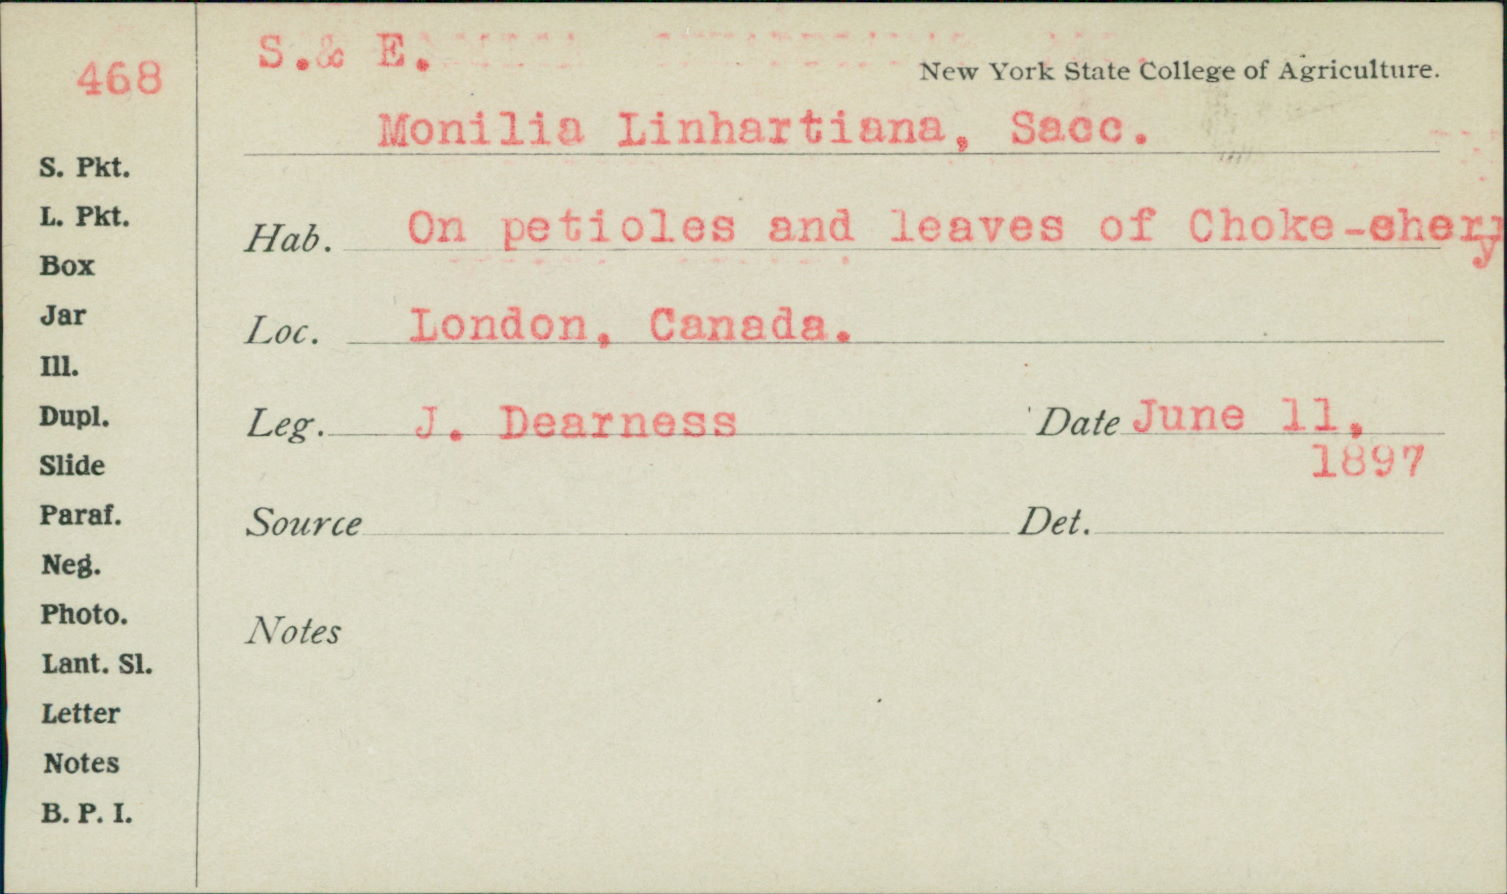 468
S. Pkt.
L. Pkt.
Box
Jar
Ill.
Dupl.
Slide
Paraf.
Neg.
Photo.
Lant. Sl.
Letter
Notes
B. P. I.
S.& E.
New York State College of Agriculture.
Monilia Linhartiana, Sacc.
Hab. On petioles and leaves of Choke-cherry
Loc. London, Canada.
Leg. J. Dearness Date June 11,
1897
Source Det.
Notes